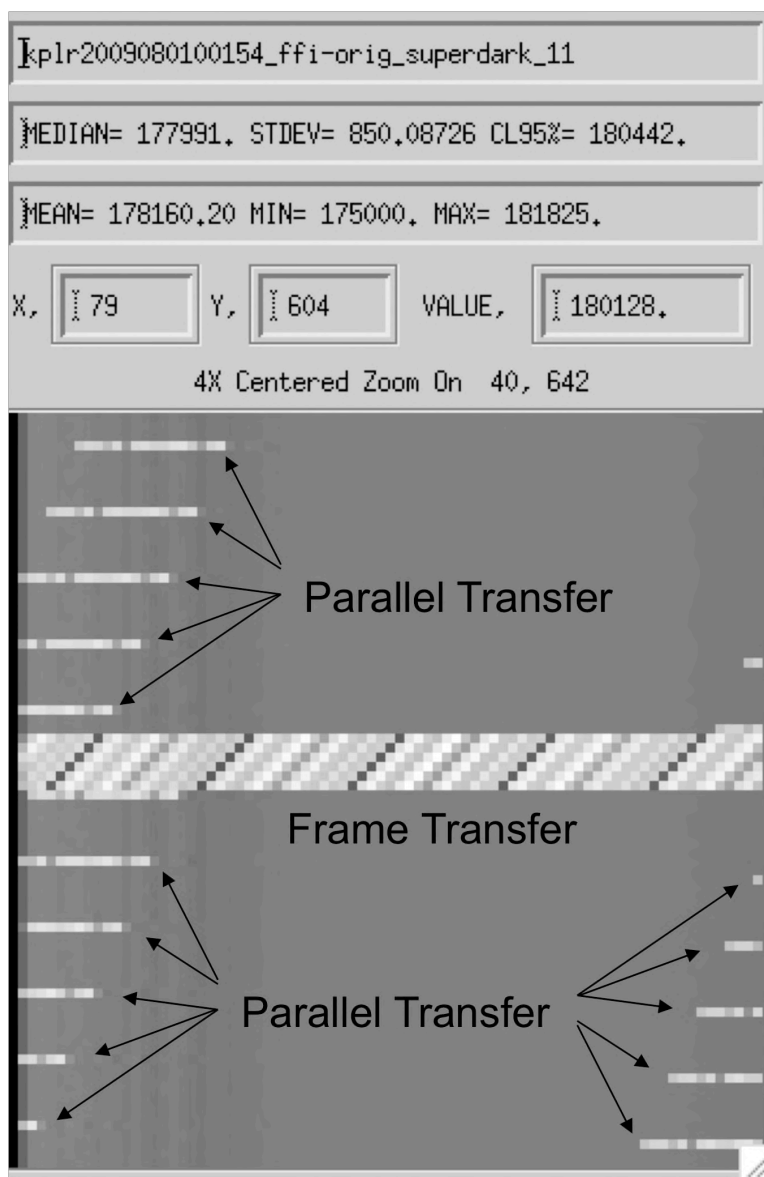 kplr2009080100154_ffi-orig_superdark_11
MEDIAN= 177991. STDEV= 850.08726 CL95%= 180442.
MEAN= 178160.20 MIN= 175000. MAX= 181825.
X, 79 Y, 604 VALUE, 180128.
4X Centered Zoom On 40, 642
Parallel Transfer
Frame Transfer
Parallel Transfer